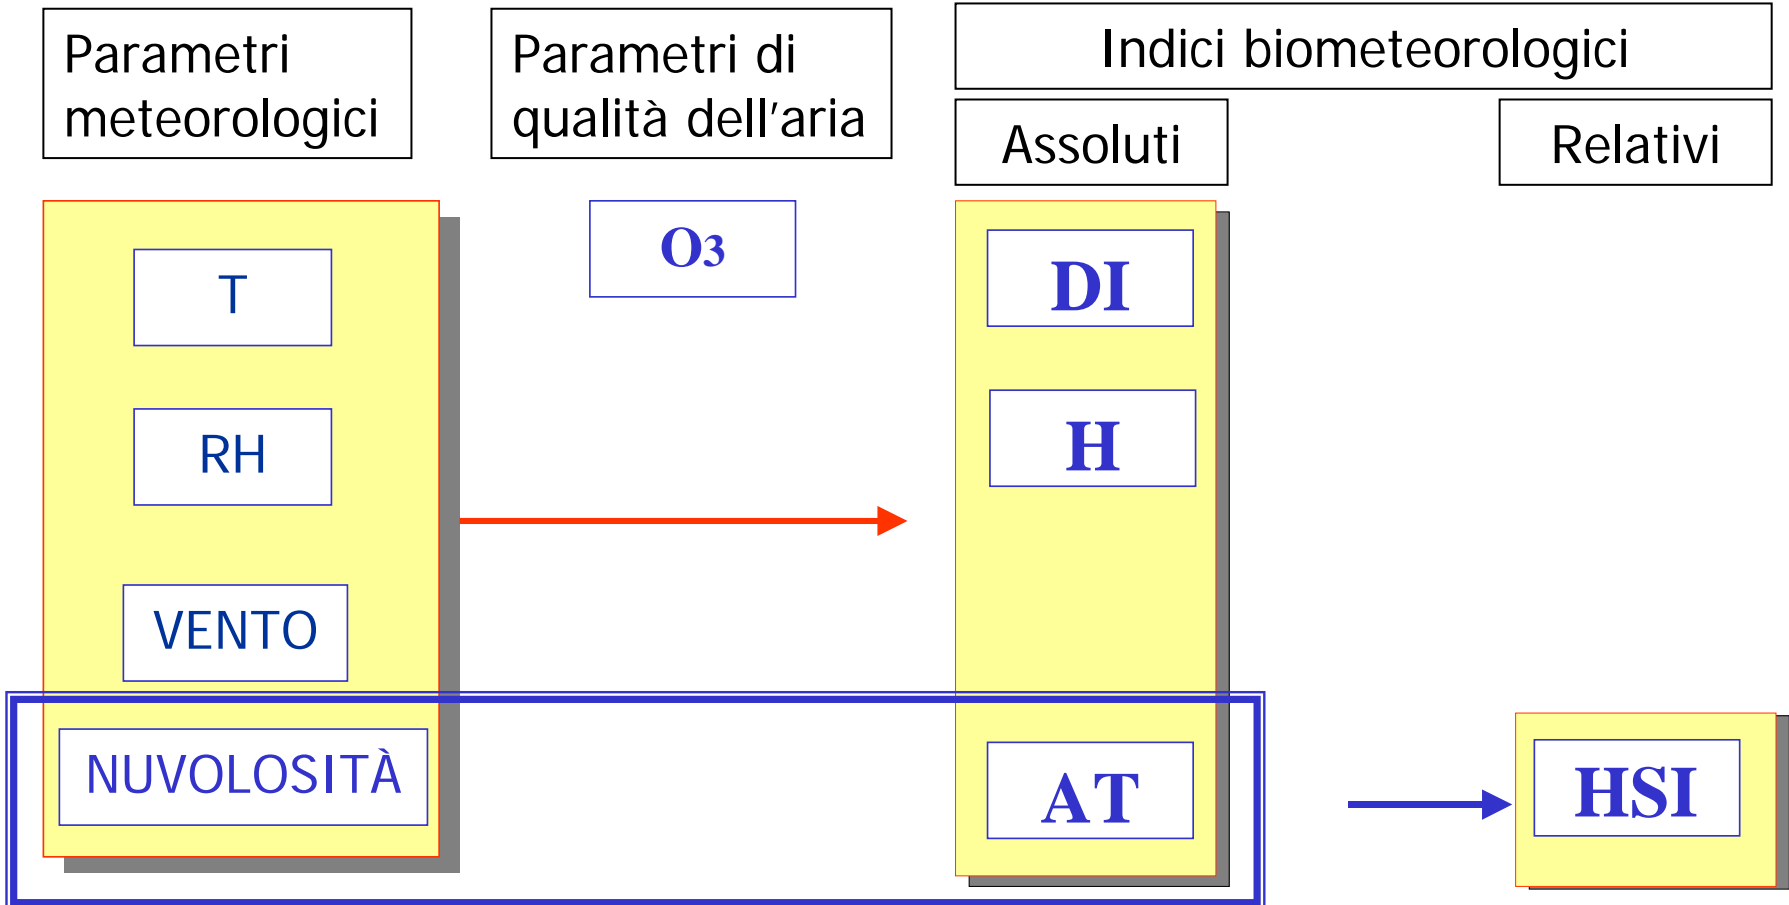 Parametri
meteorologici
Parametri di
qualità dell'aria
Indici biometeorologici
Assoluti
Relativi
T
RH
VENTO
NUVOLOSITÀ
O3
DI
H
AT
HSI